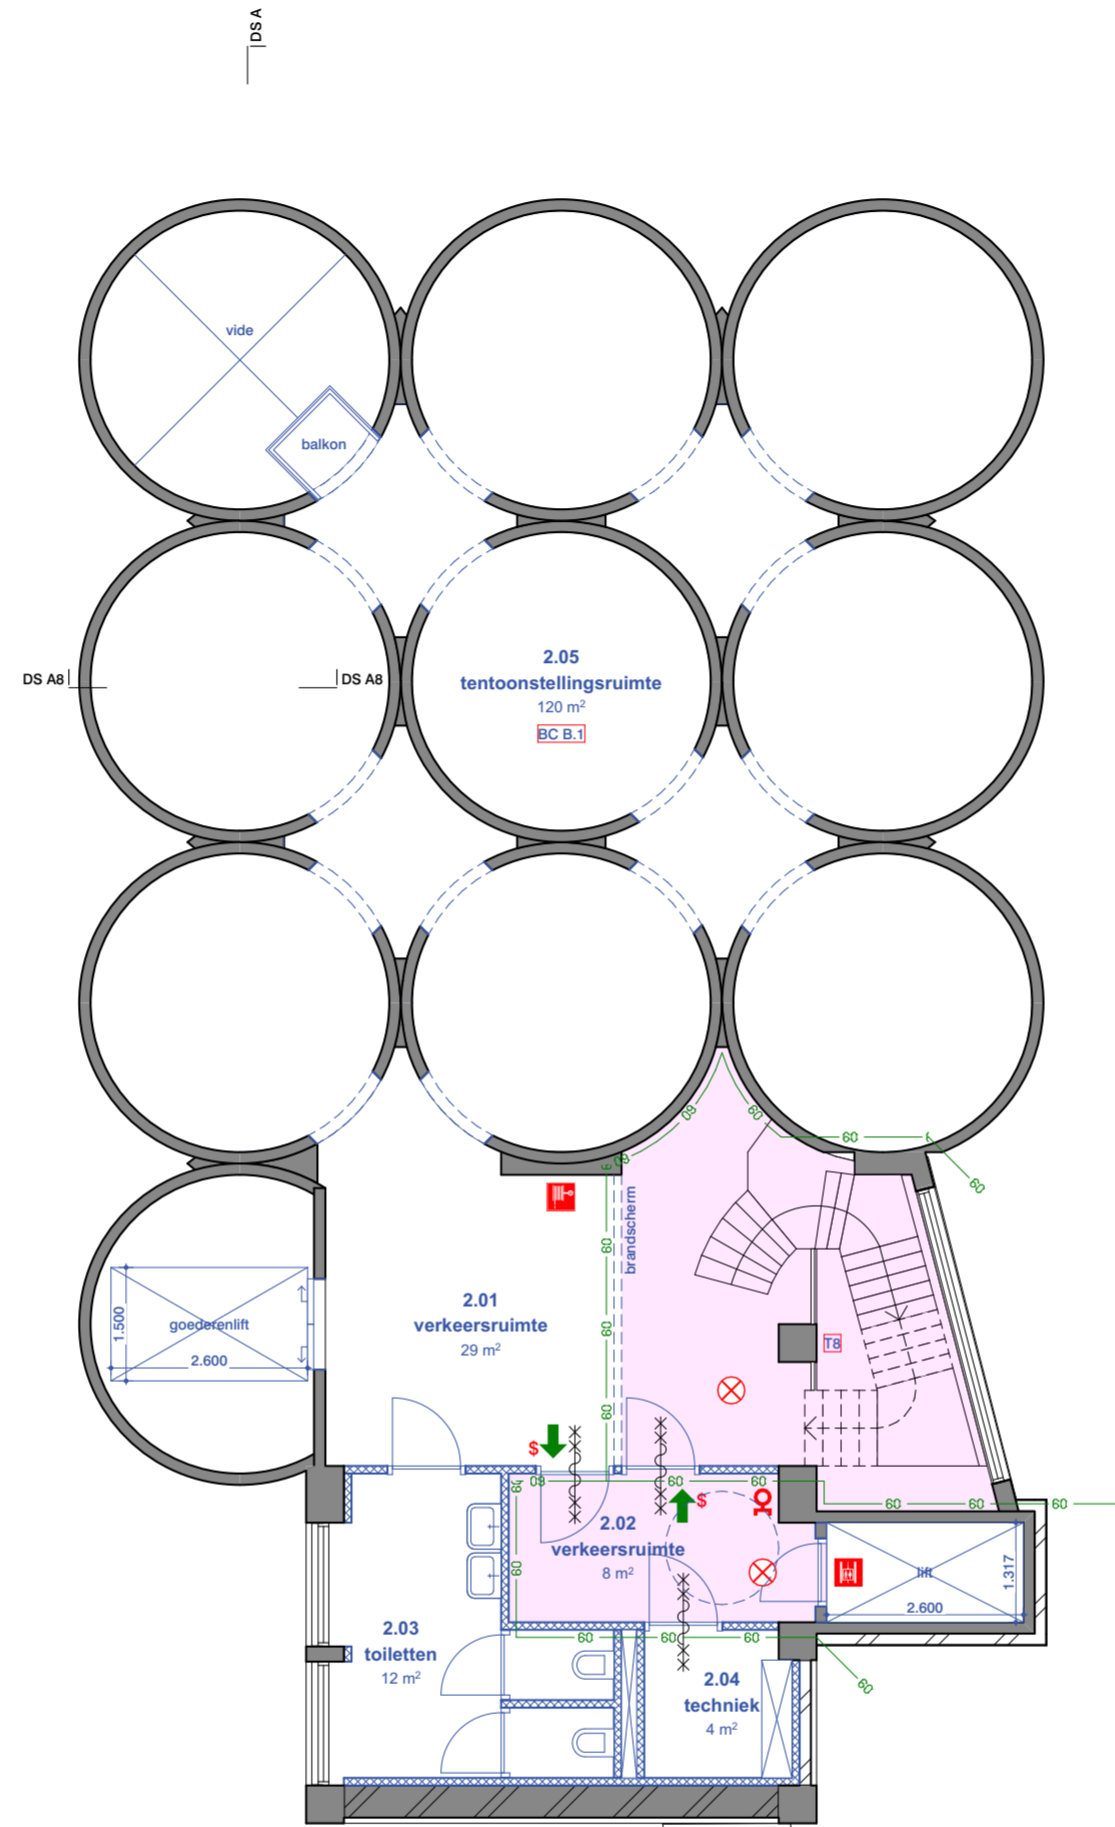 DS A
vide
balkon
DS A8
DS A8
2.05
tentoonstellingsruimte
120 m²
BC B.1
60
60
60
60
60
60
brandscherm
60
60
60
2.01
verkeersruimte
29 m²
goederenlift
1.500
2.600
T8
$
60
60
$
60
60
60
60
60
2.02
verkeersruimte
8 m²
lift
1.317
2.600
2.03
toiletten
12 m²
60
60
60
60
2.04
techniek
4 m²